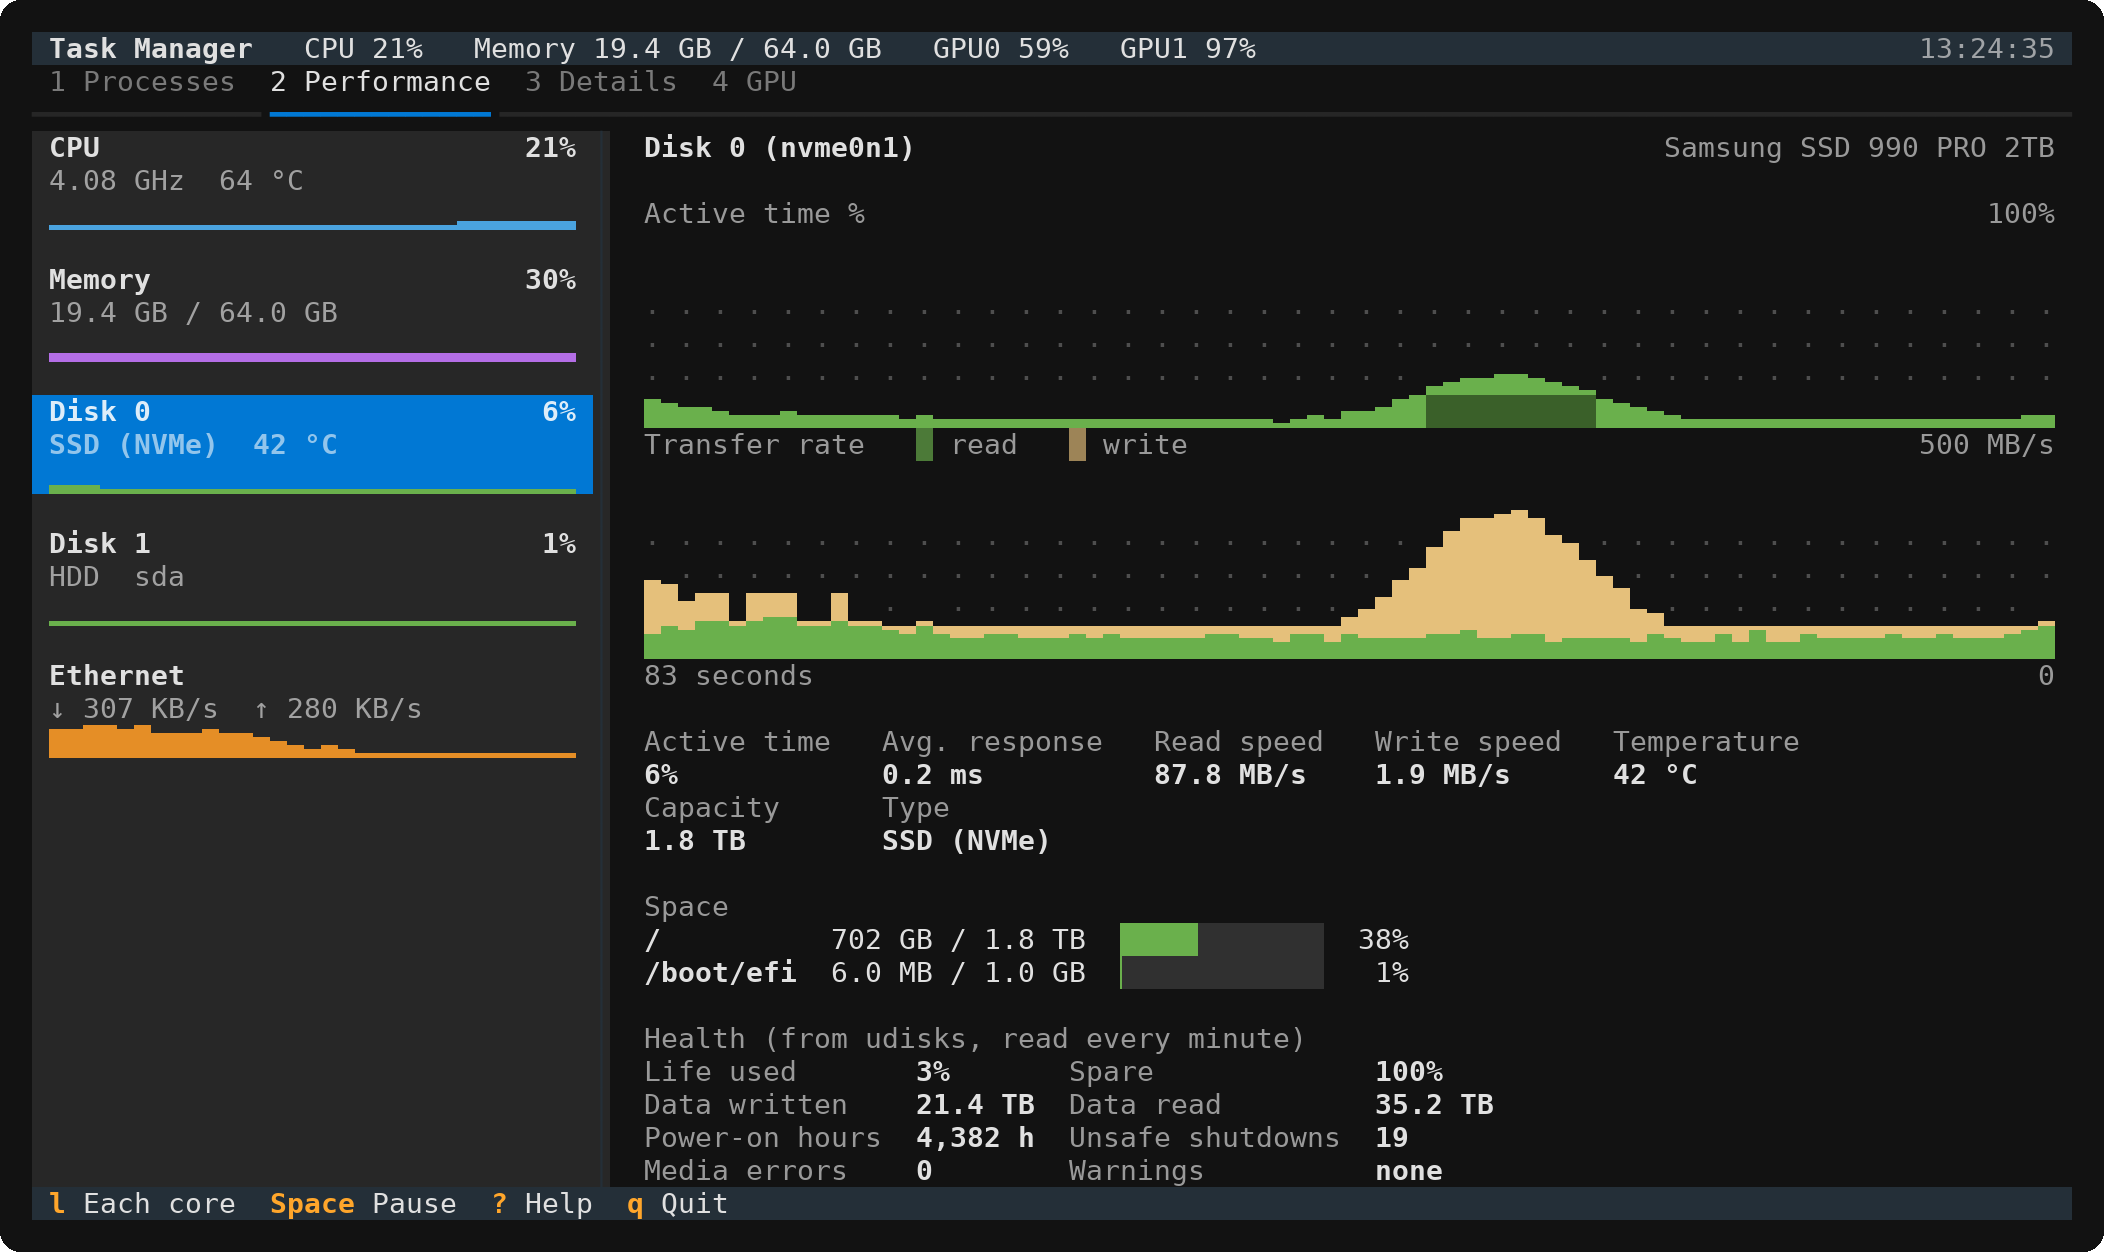 Task Manager   CPU 21%   Memory 19.4 GB / 64.0 GB   GPU0 59%   GPU1 97%   13:24:35
1 Processes  2 Performance  3 Details  4 GPU
CPU 21%
4.08 GHz  64 °C
Memory 30%
19.4 GB / 64.0 GB
Disk 0 6%
SSD (NVMe)  42 °C
Disk 1 1%
HDD  sda
Ethernet
↓ 307 KB/s  ↑ 280 KB/s
Disk 0 (nvme0n1)   Samsung SSD 990 PRO 2TB
Active time %   100%
Transfer rate   read   write   500 MB/s
83 seconds   0
Active time   Avg. response   Read speed   Write speed   Temperature
6%   0.2 ms   87.8 MB/s   1.9 MB/s   42 °C
Capacity   Type
1.8 TB   SSD (NVMe)
Space
/   702 GB / 1.8 TB   38%
/boot/efi  6.0 MB / 1.0 GB   1%
Health (from udisks, read every minute)
Life used   3%   Spare   100%
Data written   21.4 TB   Data read   35.2 TB
Power-on hours   4,382 h   Unsafe shutdowns   19
Media errors   0   Warnings   none
l Each core  Space Pause  ? Help  q Quit